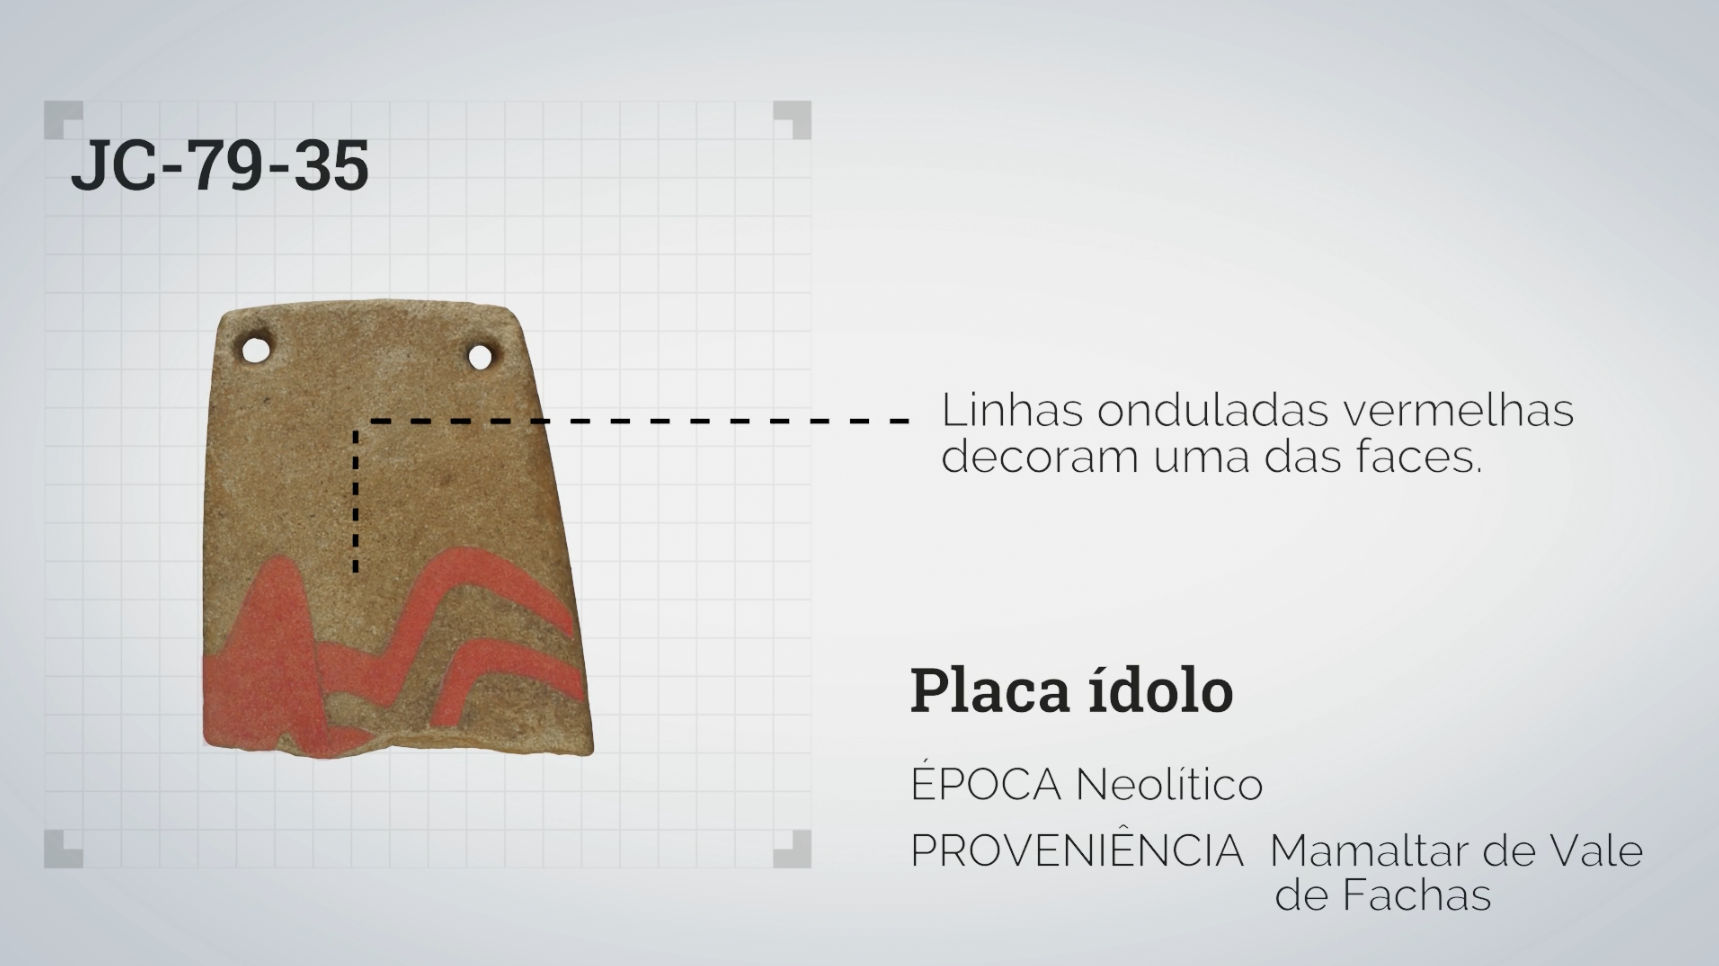 JC-79-35
Linhas onduladas vermelhas
decoram uma das faces.
Placa ídolo
ÉPOCA Neolítico
PROVENIÊNCIA Mamaltar de Vale
de Fachas